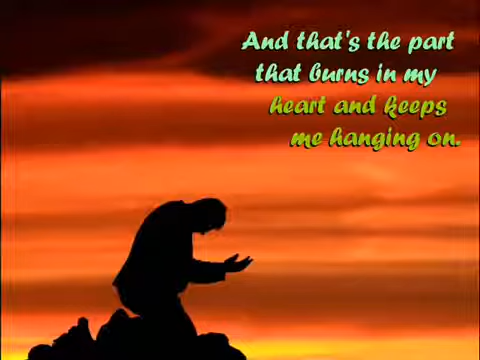 And that's the part
that burns in my
heart and keeps
me hanging on.